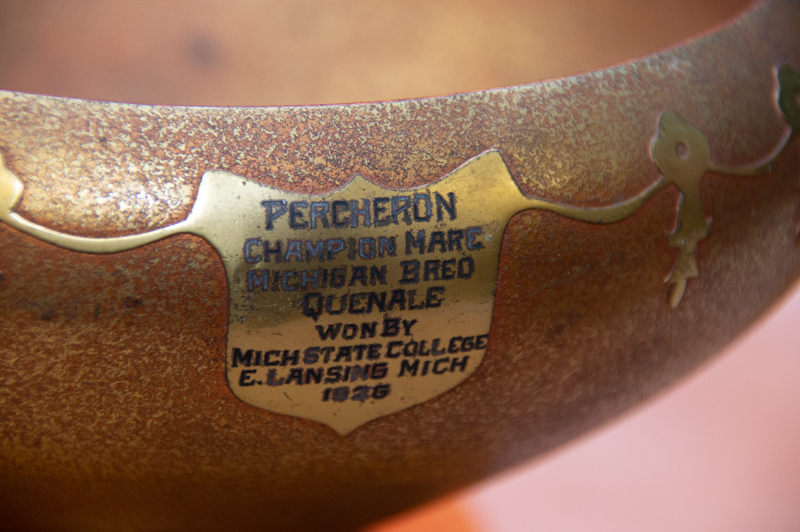 PERCHERON
CHAMPION MARE
MICHIGAN BRED
QUENALE
WON BY
MICH STATE COLLEGE
E. LANSING MICH
1926